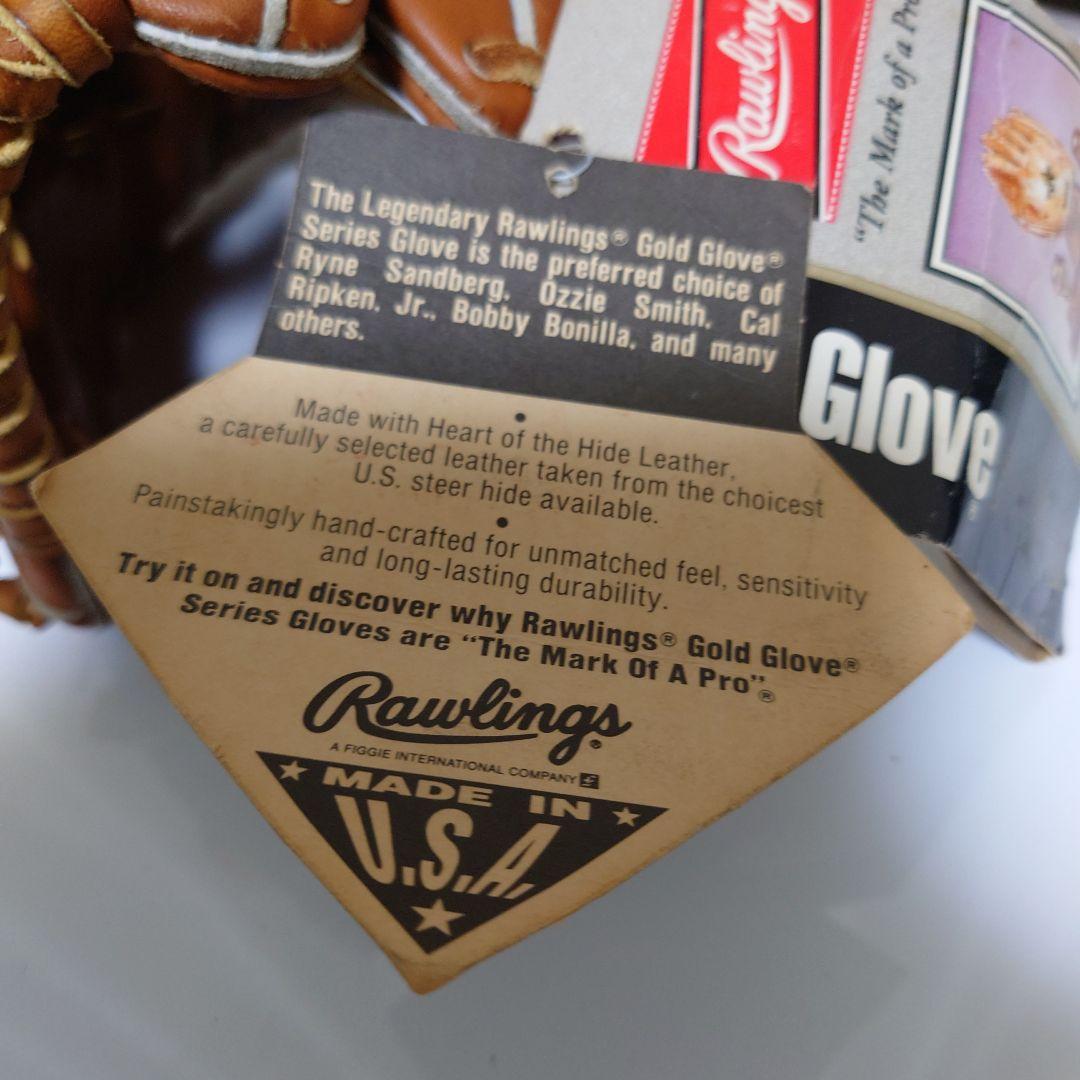 Rawling
"The Mark of a Pro
Glove
The Legendary Rawlings® Gold Glove®
Series Glove is the preferred choice of
Ryne Sandberg, Ozzie Smith, Cal
Ripken, Jr., Bobby Bonilla, and many
others.
• Made with Heart of the Hide Leather,
a carefully selected leather taken from the choicest
U.S. steer hide available.
•
Painstakingly hand-crafted for unmatched feel, sensitivity
and long-lasting durability.
Try it on and discover why Rawlings® Gold Glove®
Series Gloves are "The Mark Of A Pro"®
Rawlings®
A FIGGIE INTERNATIONAL COMPANY
MADE IN
U.S.A.